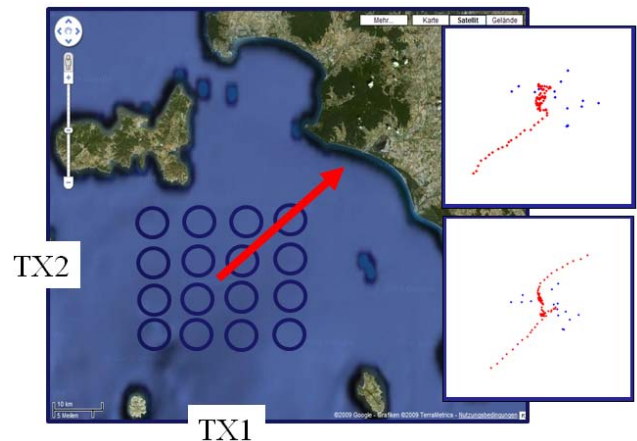 Mehr... Karte Satellit Gelände
TX2
10 km
5 Meilen
©2009 Google - Grafiken ©2009 TerraMetrics - Nutzungsbedingungen
TX1